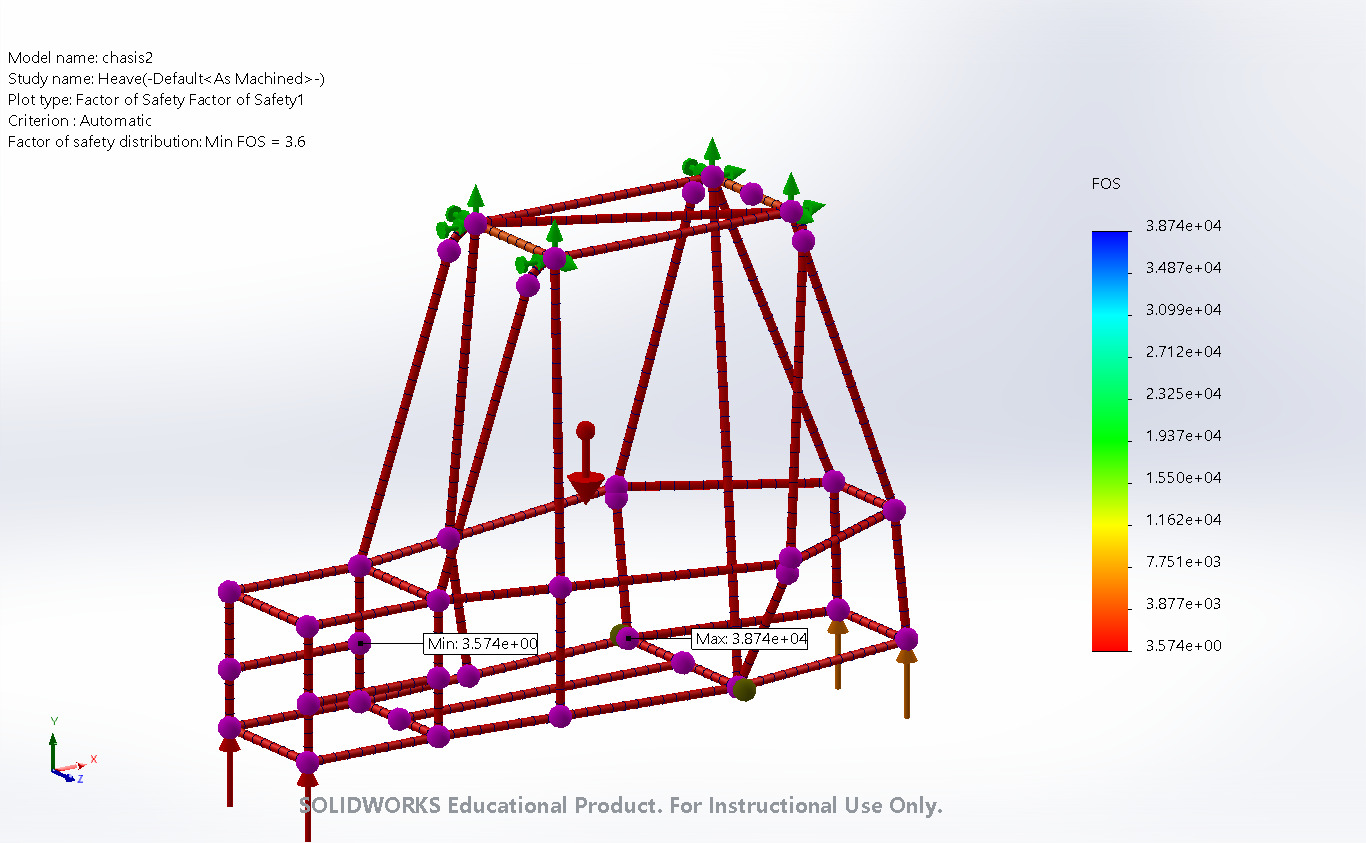 Model name: chasis2
Study name: Heave(-Default<As Machined>-)
Plot type: Factor of Safety Factor of Safety1
Criterion : Automatic
Factor of safety distribution: Min FOS = 3.6
FOS
3.874e+04
3.487e+04
3.099e+04
2.712e+04
2.325e+04
1.937e+04
1.550e+04
1.162e+04
7.751e+03
3.877e+03
3.574e+00
Min: 3.574e+00
Max: 3.874e+04
Y
X
Z
SOLIDWORKS Educational Product. For Instructional Use Only.